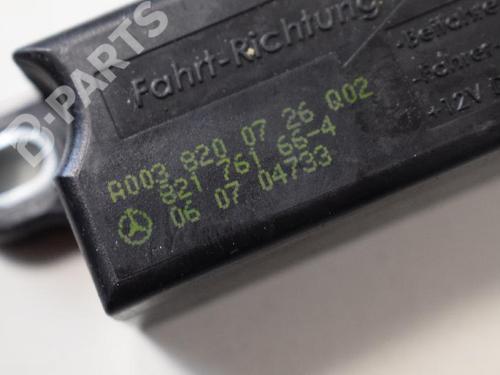 B-PARTS
Fahrt-Richtung
A003 820 07 26 Q02
821 761 66-4
06 07 04733
+12V